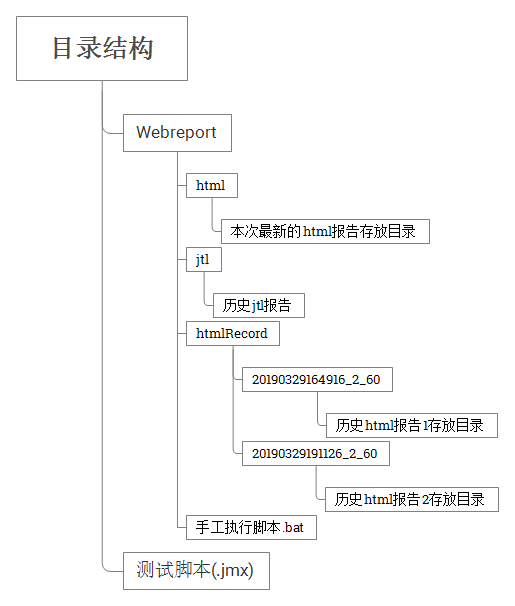 目录结构
Webreport
html
本次最新的html报告存放目录
jtl
历史jtl报告
htmlRecord
20190329164916_2_60
历史html报告1存放目录
20190329191126_2_60
历史html报告2存放目录
手工执行脚本.bat
测试脚本(.jmx)